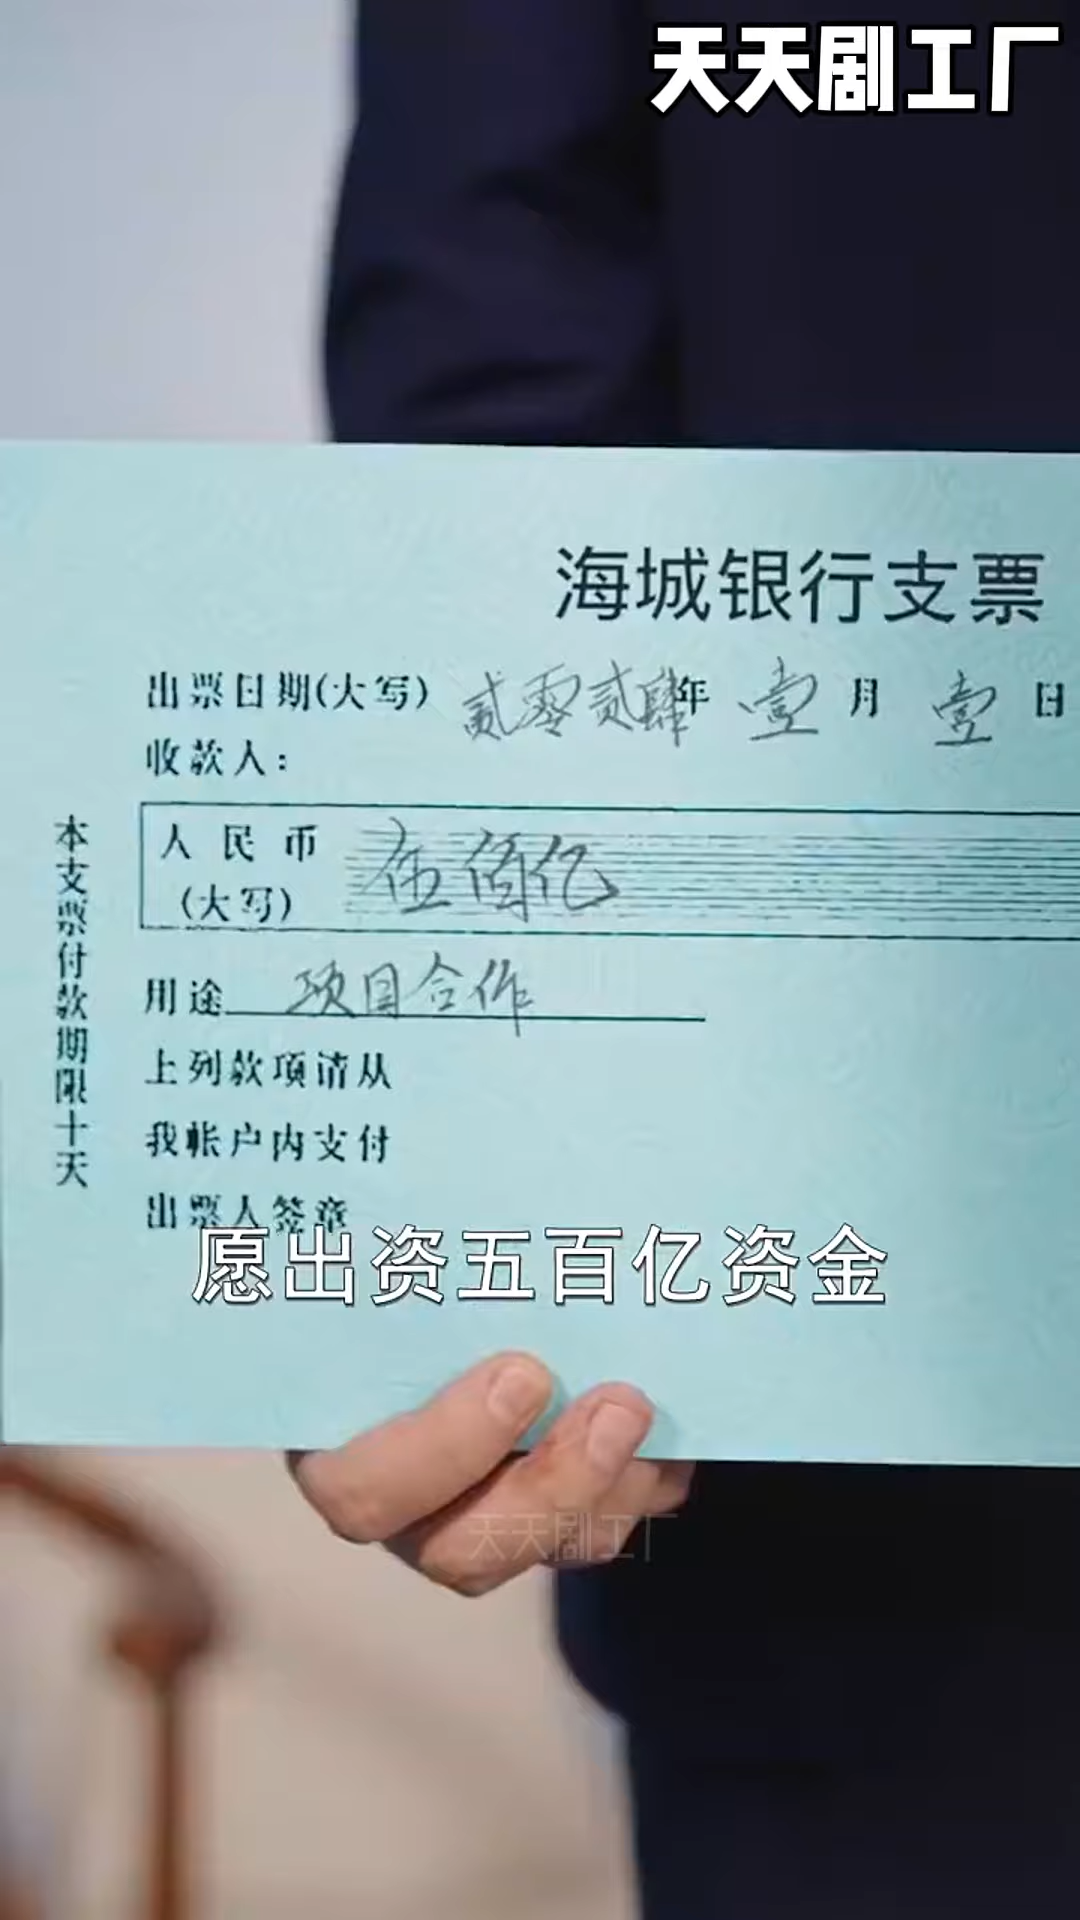 天天剧工厂
海城银行支票
出票日期(大写) 贰零贰肆年 壹月 壹日
收款人:
人民币
(大写) 伍佰亿
用途 项目合作
上列款项请从
我帐户内支付
出票人签章
本支票付款期限十天
愿出资五百亿资金
天天剧工厂